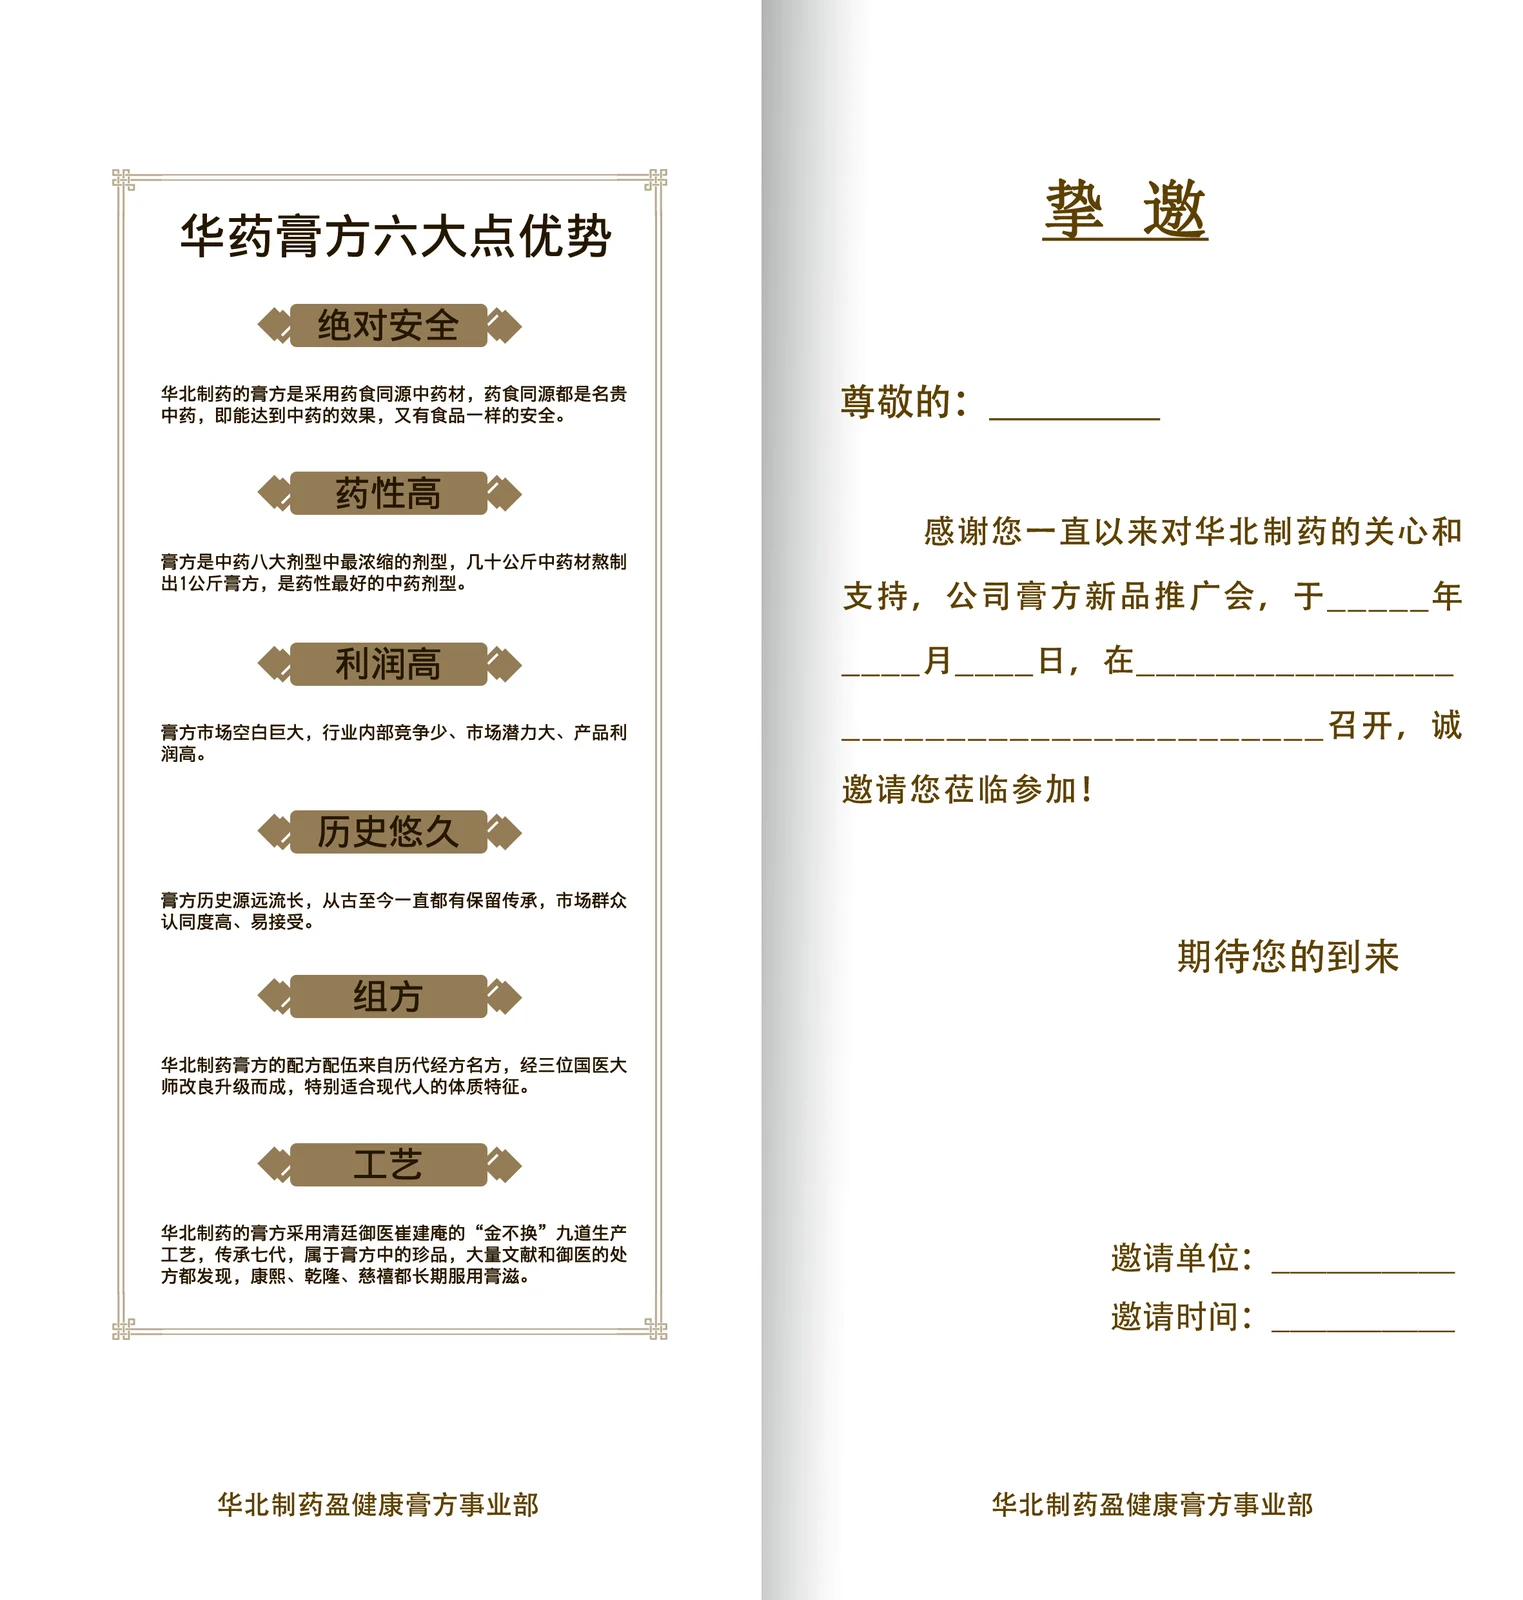 华药膏方六大点优势
绝对安全
华北制药的膏方是采用药食同源中药材，药食同源都是名贵
中药，即能达到中药的效果，又有食品一样的安全。
药性高
膏方是中药八大剂型中最浓缩的剂型，几十公斤中药材熬制
出1公斤膏方，是药性最好的中药剂型。
利润高
膏方市场空白巨大，行业内部竞争少、市场潜力大、产品利
润高。
历史悠久
膏方历史源远流长，从古至今一直都有保留传承，市场群众
认同度高、易接受。
组方
华北制药膏方的配方配伍来自历代经方名方，经三位国医大
师改良升级而成，特别适合现代人的体质特征。
工艺
华北制药的膏方采用清廷御医崔建庵的“金不换”九道生产
工艺，传承七代，属于膏方中的珍品，大量文献和御医的处
方都发现，康熙、乾隆、慈禧都长期服用膏滋。
华北制药盈健康膏方事业部
挚 邀
尊敬的：_________
感谢您一直以来对华北制药的关心和
支持，公司膏方新品推广会，于_____年
____月____日，在________________
________________________召开，诚
邀请您莅临参加！
期待您的到来
邀请单位：__________
邀请时间：__________
华北制药盈健康膏方事业部